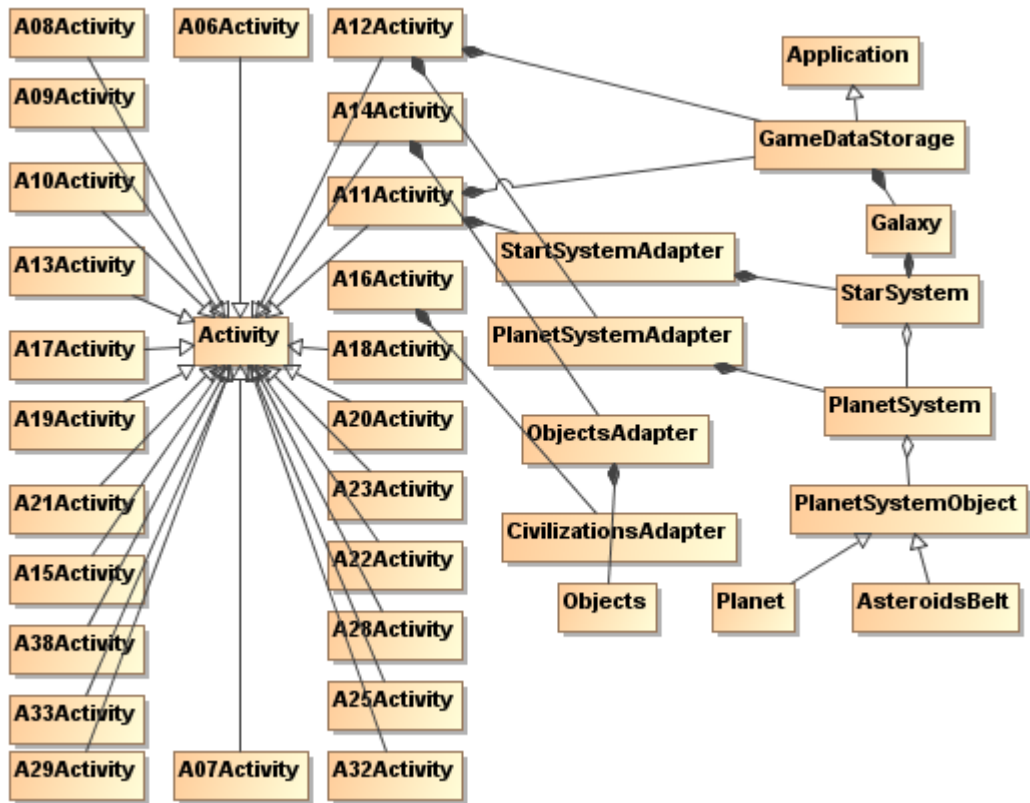 A08Activity
A06Activity
A12Activity
Application
A09Activity
A14Activity
GameDataStorage
A10Activity
A11Activity
Galaxy
A13Activity
A16Activity
StartSystemAdapter
StarSystem
Activity
A17Activity
A18Activity
PlanetSystemAdapter
A19Activity
A20Activity
PlanetSystem
ObjectsAdapter
A21Activity
A23Activity
PlanetSystemObject
CivilizationsAdapter
A15Activity
A22Activity
Objects
Planet
AsteroidsBelt
A38Activity
A28Activity
A33Activity
A25Activity
A29Activity
A07Activity
A32Activity